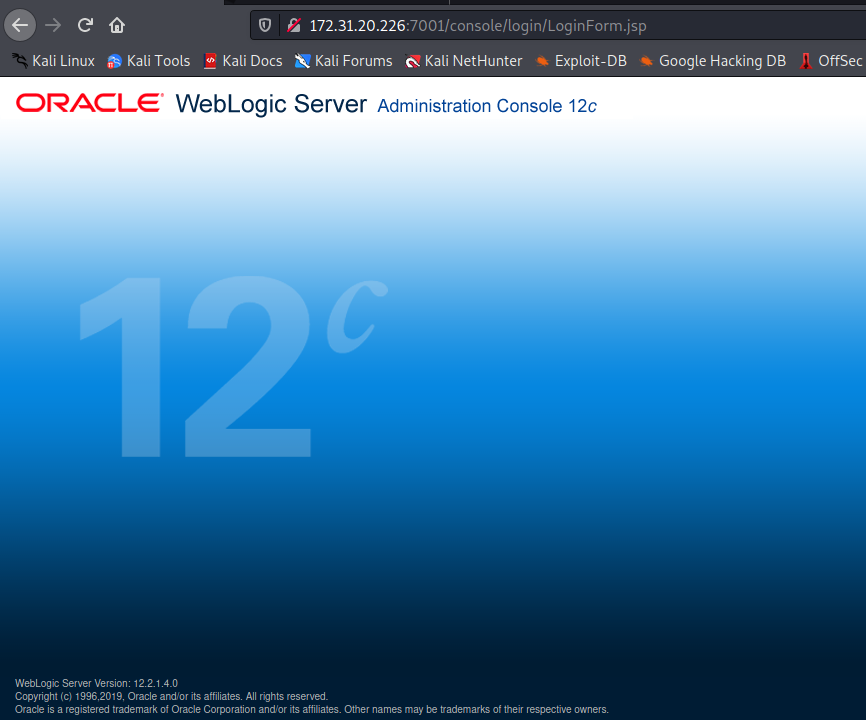 172.31.20.226:7001/console/login/LoginForm.jsp
Kali Linux Kali Tools Kali Docs Kali Forums Kali NetHunter Exploit-DB Google Hacking DB OffSec
ORACLE WebLogic Server Administration Console 12c
12c
WebLogic Server Version: 12.2.1.4.0
Copyright (c) 1996,2019, Oracle and/or its affiliates. All rights reserved.
Oracle is a registered trademark of Oracle Corporation and/or its affiliates. Other names may be trademarks of their respective owners.